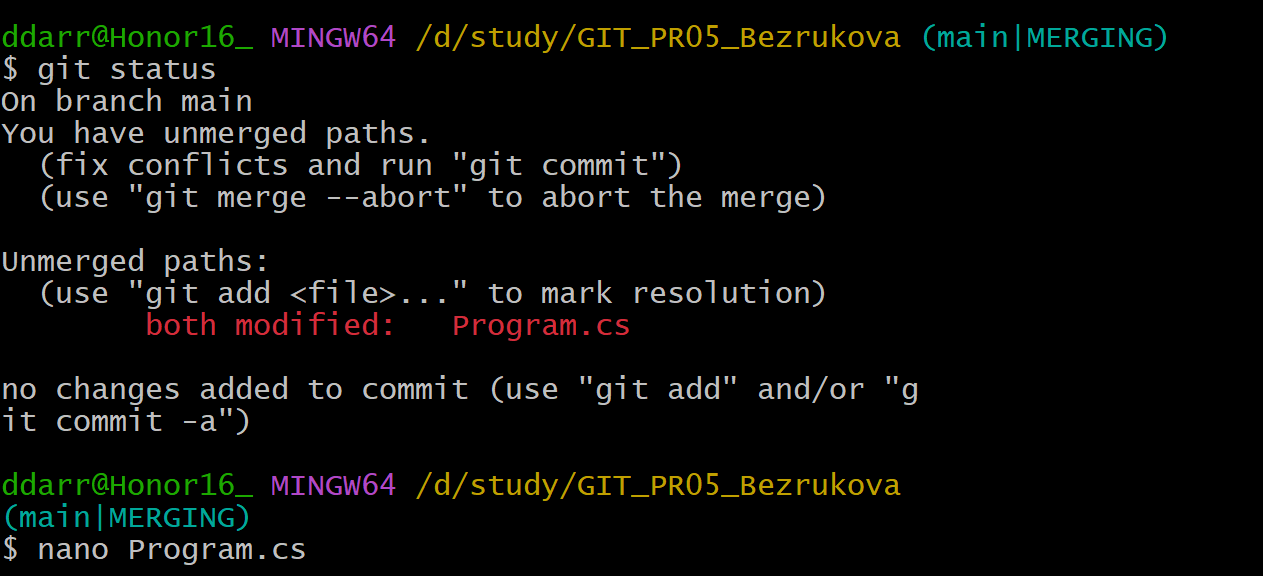 ddarr@Honor16_ MINGW64 /d/study/GIT_PR05_Bezrukova (main|MERGING)
$ git status
On branch main
You have unmerged paths.
  (fix conflicts and run "git commit")
  (use "git merge --abort" to abort the merge)

Unmerged paths:
  (use "git add <file>..." to mark resolution)
        both modified:   Program.cs

no changes added to commit (use "git add" and/or "g
it commit -a")

ddarr@Honor16_ MINGW64 /d/study/GIT_PR05_Bezrukova
(main|MERGING)
$ nano Program.cs